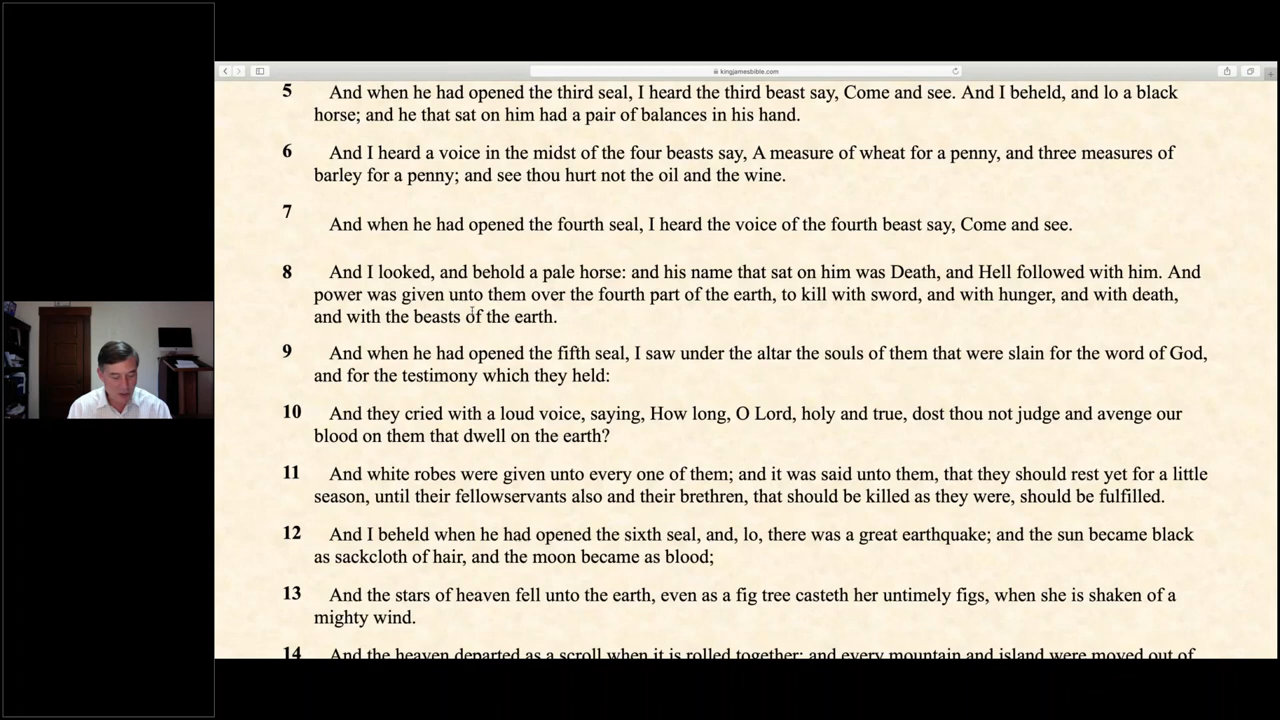 kingjamesbible.com
5 And when he had opened the third seal, I heard the third beast say, Come and see. And I beheld, and lo a black
horse; and he that sat on him had a pair of balances in his hand.
6 And I heard a voice in the midst of the four beasts say, A measure of wheat for a penny, and three measures of
barley for a penny; and see thou hurt not the oil and the wine.
7 And when he had opened the fourth seal, I heard the voice of the fourth beast say, Come and see.
8 And I looked, and behold a pale horse: and his name that sat on him was Death, and Hell followed with him. And
power was given unto them over the fourth part of the earth, to kill with sword, and with hunger, and with death,
and with the beasts of the earth.
9 And when he had opened the fifth seal, I saw under the altar the souls of them that were slain for the word of God,
and for the testimony which they held:
10 And they cried with a loud voice, saying, How long, O Lord, holy and true, dost thou not judge and avenge our
blood on them that dwell on the earth?
11 And white robes were given unto every one of them; and it was said unto them, that they should rest yet for a little
season, until their fellowservants also and their brethren, that should be killed as they were, should be fulfilled.
12 And I beheld when he had opened the sixth seal, and, lo, there was a great earthquake; and the sun became black
as sackcloth of hair, and the moon became as blood;
13 And the stars of heaven fell unto the earth, even as a fig tree casteth her untimely figs, when she is shaken of a
mighty wind.
14 And the heaven departed as a scroll when it is rolled together; and every mountain and island were moved out of